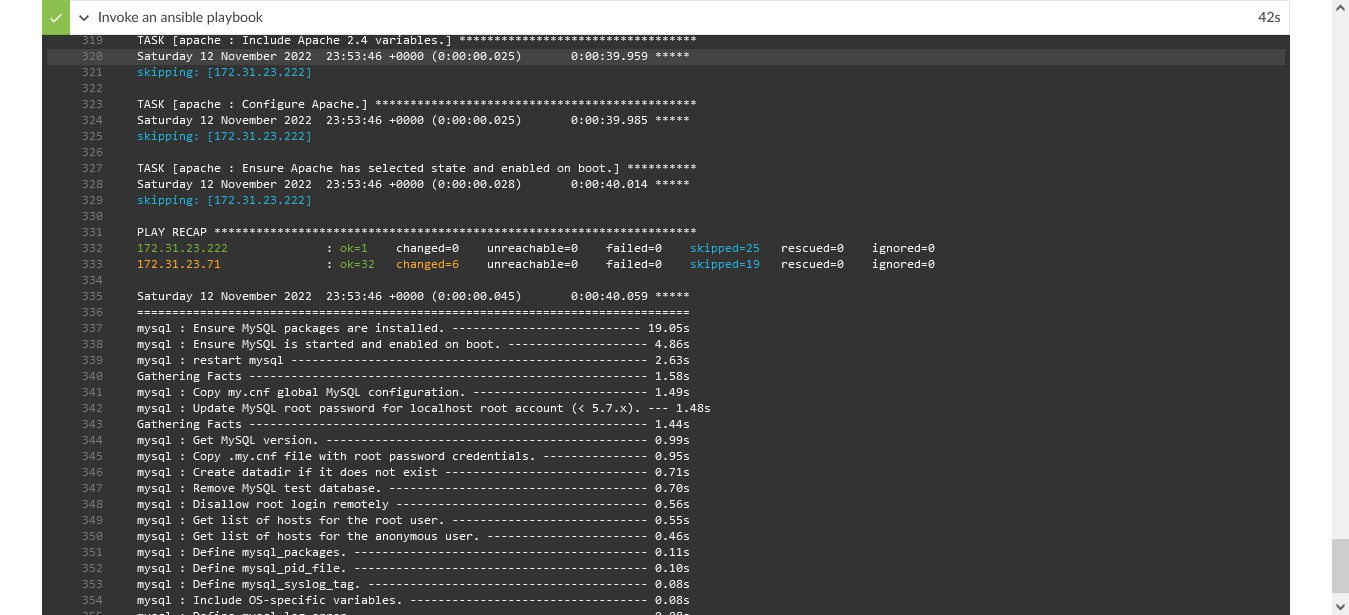 Invoke an ansible playbook 42s
319 TASK [apache : Include Apache 2.4 variables.] **********************************
320 Saturday 12 November 2022  23:53:46 +0000 (0:00:00.025)       0:00:39.959 *****
321 skipping: [172.31.23.222]
322
323 TASK [apache : Configure Apache.] **********************************************
324 Saturday 12 November 2022  23:53:46 +0000 (0:00:00.025)       0:00:39.985 *****
325 skipping: [172.31.23.222]
326
327 TASK [apache : Ensure Apache has selected state and enabled on boot.] **********
328 Saturday 12 November 2022  23:53:46 +0000 (0:00:00.028)       0:00:40.014 *****
329 skipping: [172.31.23.222]
330
331 PLAY RECAP *********************************************************************
332 172.31.23.222              : ok=1    changed=0    unreachable=0    failed=0    skipped=25   rescued=0    ignored=0
333 172.31.23.71               : ok=32   changed=6    unreachable=0    failed=0    skipped=19   rescued=0    ignored=0
334
335 Saturday 12 November 2022  23:53:46 +0000 (0:00:00.045)       0:00:40.059 *****
336 ===============================================================================
337 mysql : Ensure MySQL packages are installed. --------------------------- 19.05s
338 mysql : Ensure MySQL is started and enabled on boot. -------------------- 4.86s
339 mysql : restart mysql --------------------------------------------------- 2.63s
340 Gathering Facts --------------------------------------------------------- 1.58s
341 mysql : Copy my.cnf global MySQL configuration. ------------------------- 1.49s
342 mysql : Update MySQL root password for localhost root account (< 5.7.x). --- 1.48s
343 Gathering Facts --------------------------------------------------------- 1.44s
344 mysql : Get MySQL version. ---------------------------------------------- 0.99s
345 mysql : Copy .my.cnf file with root password credentials. --------------- 0.95s
346 mysql : Create datadir if it does not exist ----------------------------- 0.71s
347 mysql : Remove MySQL test database. ------------------------------------- 0.70s
348 mysql : Disallow root login remotely ------------------------------------ 0.56s
349 mysql : Get list of hosts for the root user. ---------------------------- 0.55s
350 mysql : Get list of hosts for the anonymous user. ----------------------- 0.46s
351 mysql : Define mysql_packages. ------------------------------------------ 0.11s
352 mysql : Define mysql_pid_file. ------------------------------------------ 0.10s
353 mysql : Define mysql_syslog_tag. ---------------------------------------- 0.08s
354 mysql : Include OS-specific variables. ---------------------------------- 0.08s